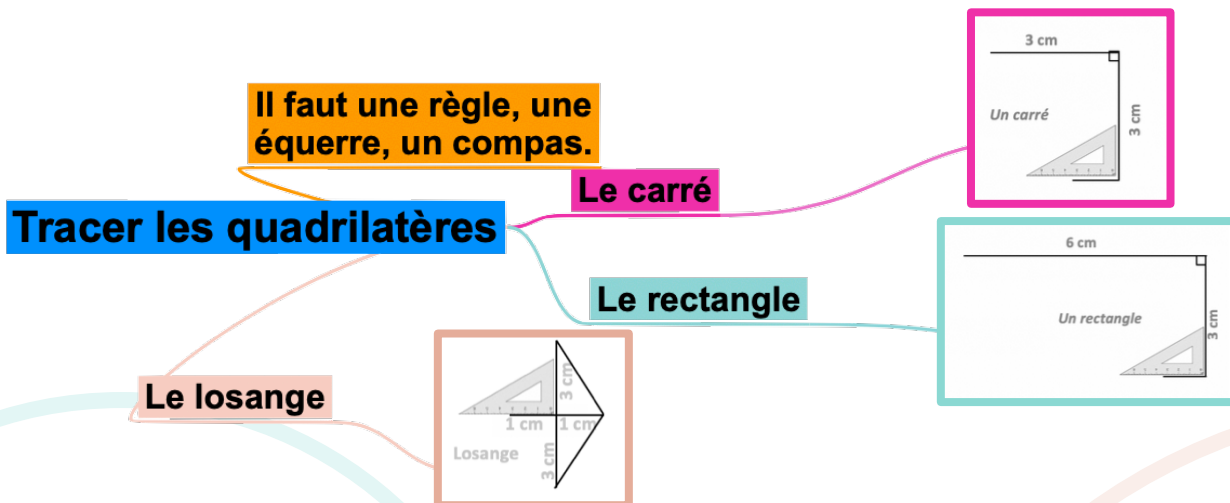 Il faut une règle, une
équerre, un compas.
Tracer les quadrilatères
Le carré
3 cm
Un carré
3 cm
Le rectangle
6 cm
Un rectangle
3 cm
Le losange
3 cm
1 cm
1 cm
Losange
3 cm